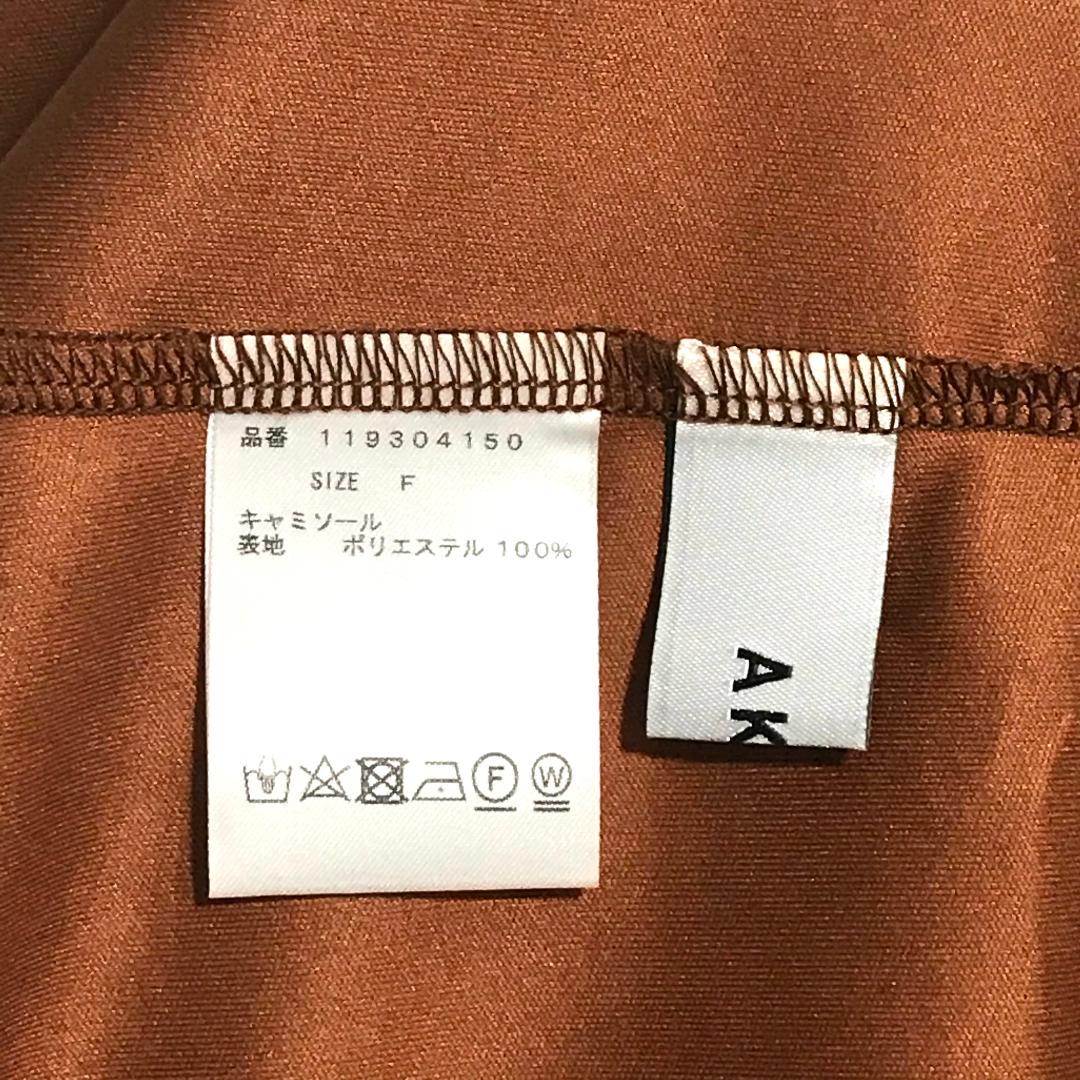 品番 119304150
SIZE F
キャミソール
表地 ポリエステル 100%
F W
AK